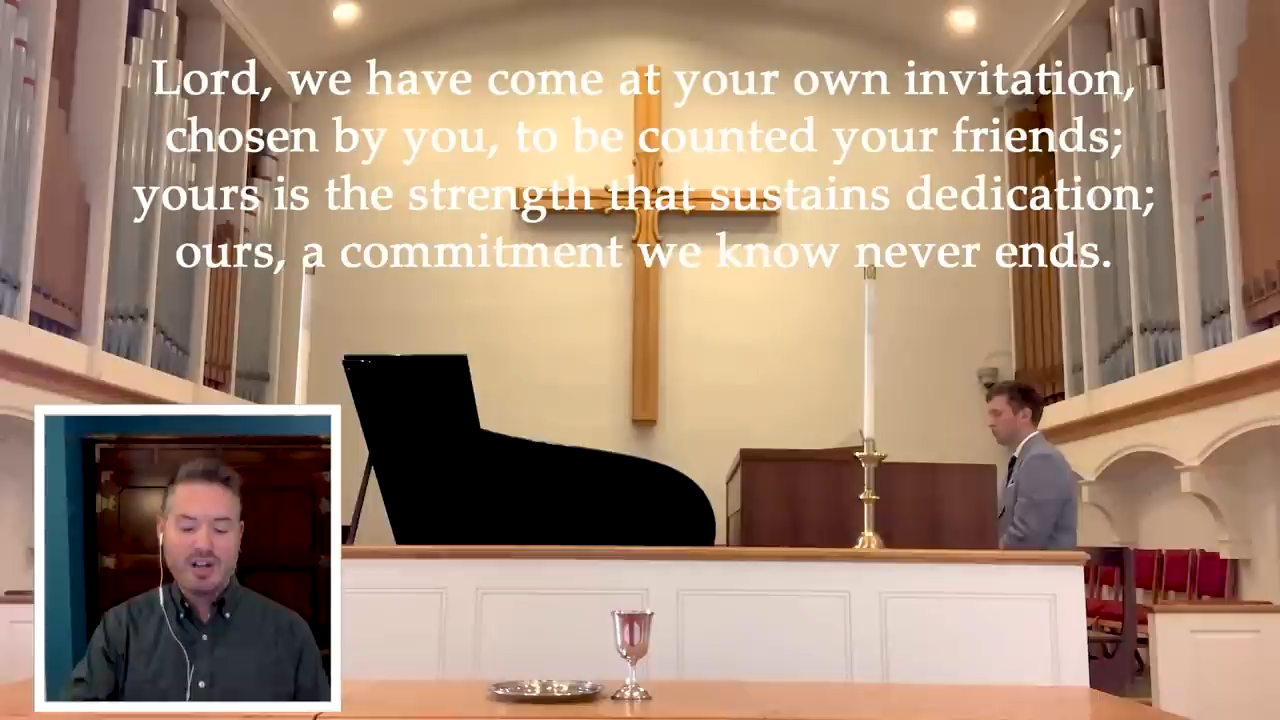 Lord, we have come at your own invitation,
chosen by you, to be counted your friends;
yours is the strength that sustains dedication;
ours, a commitment we know never ends.